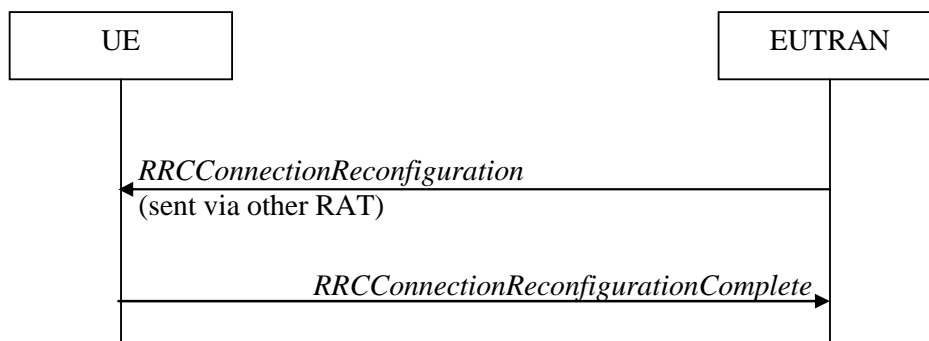 UE
EUTRAN
RRCConnectionReconfiguration
(sent via other RAT)
RRCConnectionReconfigurationComplete